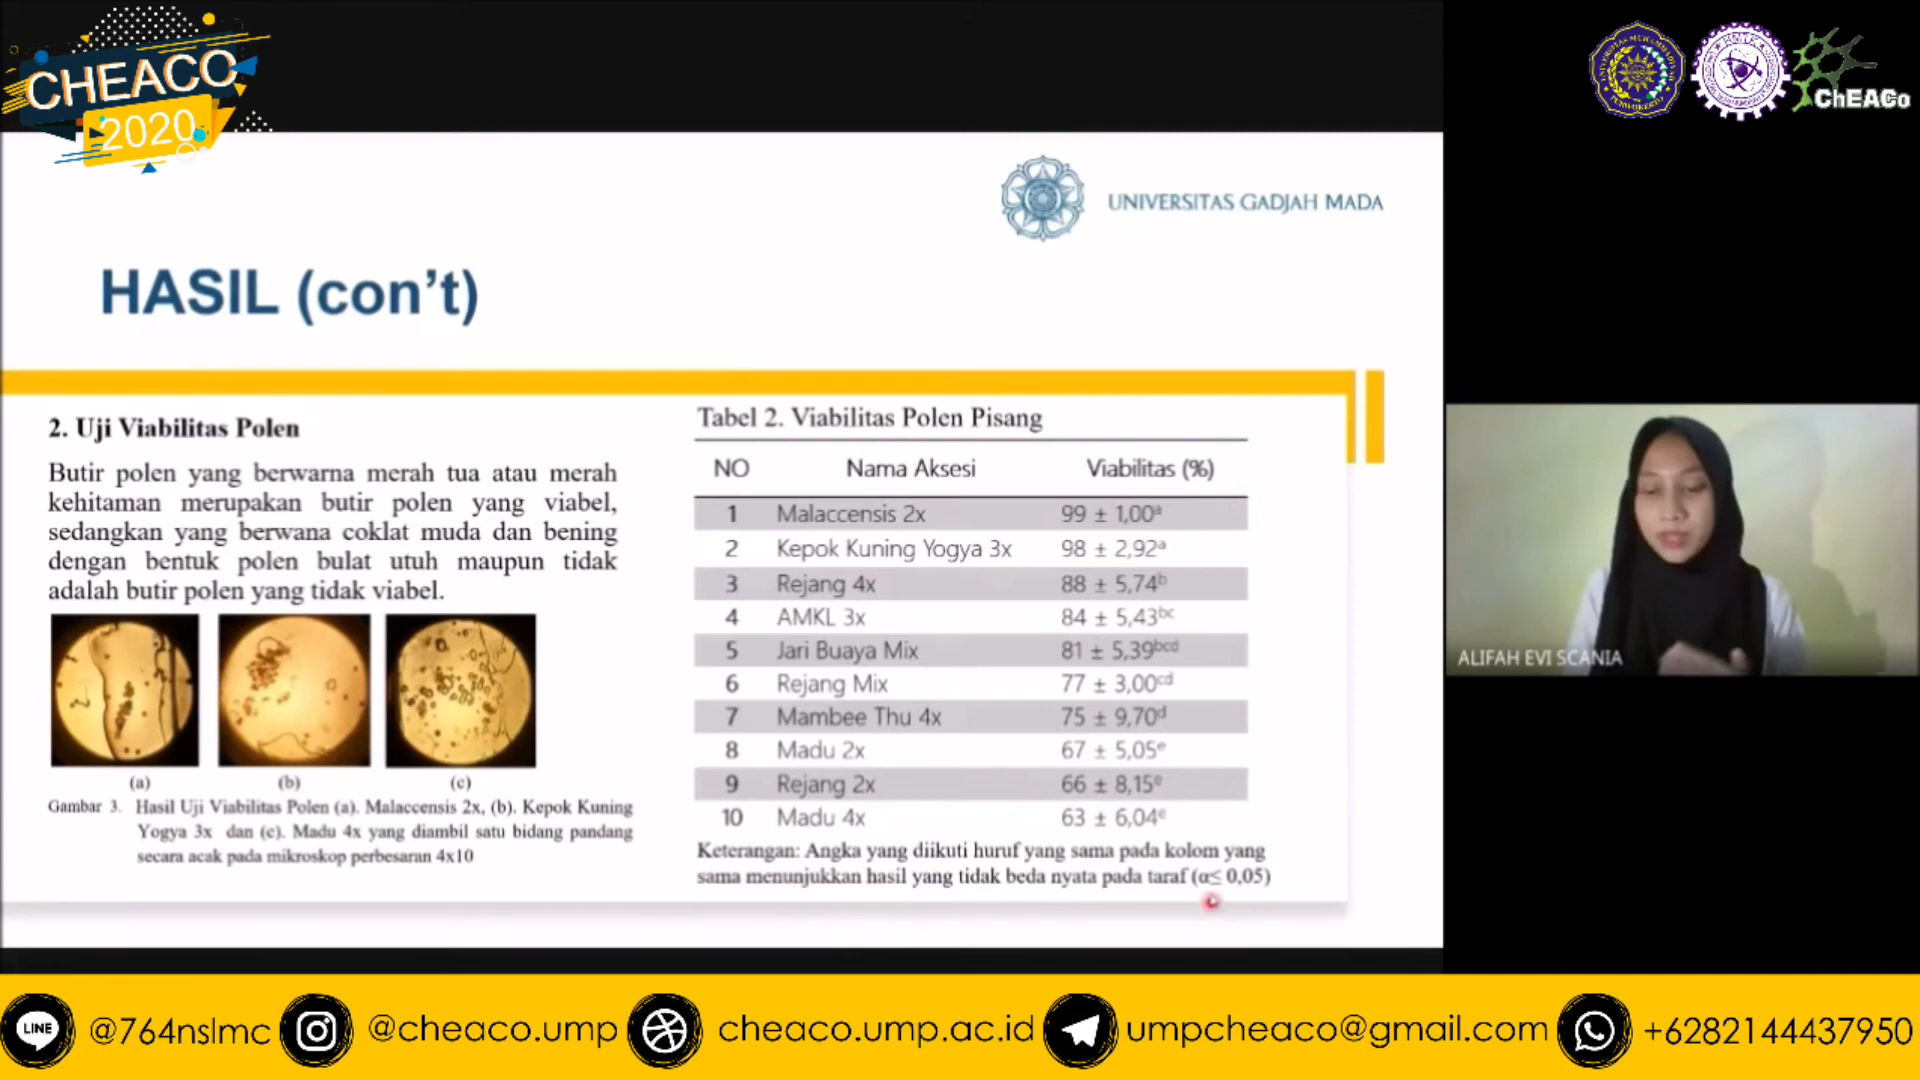 CHEACO
2020
ChEACo
UNIVERSITAS GADJAH MADA
HASIL (con't)
2. Uji Viabilitas Polen
Butir polen yang berwarna merah tua atau merah
kehitaman merupakan butir polen yang viabel,
sedangkan yang berwana coklat muda dan bening
dengan bentuk polen bulat utuh maupun tidak
adalah butir polen yang tidak viabel.
(a) (b) (c)
Gambar 3. Hasil Uji Viabilitas Polen (a). Malaccensis 2x, (b). Kepok Kuning
Yogya 3x dan (c). Madu 4x yang diambil satu bidang pandang
secara acak pada mikroskop perbesaran 4x10
Tabel 2. Viabilitas Polen Pisang
NO Nama Aksesi Viabilitas (%)
1 Malaccensis 2x 99 ± 1,00ᵃ
2 Kepok Kuning Yogya 3x 98 ± 2,92ᵃ
3 Rejang 4x 88 ± 5,74ᵇ
4 AMKL 3x 84 ± 5,43ᵇᶜ
5 Jari Buaya Mix 81 ± 5,39ᵇᶜᵈ
6 Rejang Mix 77 ± 3,00ᶜᵈ
7 Mambee Thu 4x 75 ± 9,70ᵈ
8 Madu 2x 67 ± 5,05ᵉ
9 Rejang 2x 66 ± 8,15ᵉ
10 Madu 4x 63 ± 6,04ᵉ
Keterangan: Angka yang diikuti huruf yang sama pada kolom yang
sama menunjukkan hasil yang tidak beda nyata pada taraf (α≤ 0,05)
ALIFAH EVI SCANIA
LINE @764nslmc @cheaco.ump cheaco.ump.ac.id umpcheaco@gmail.com +6282144437950